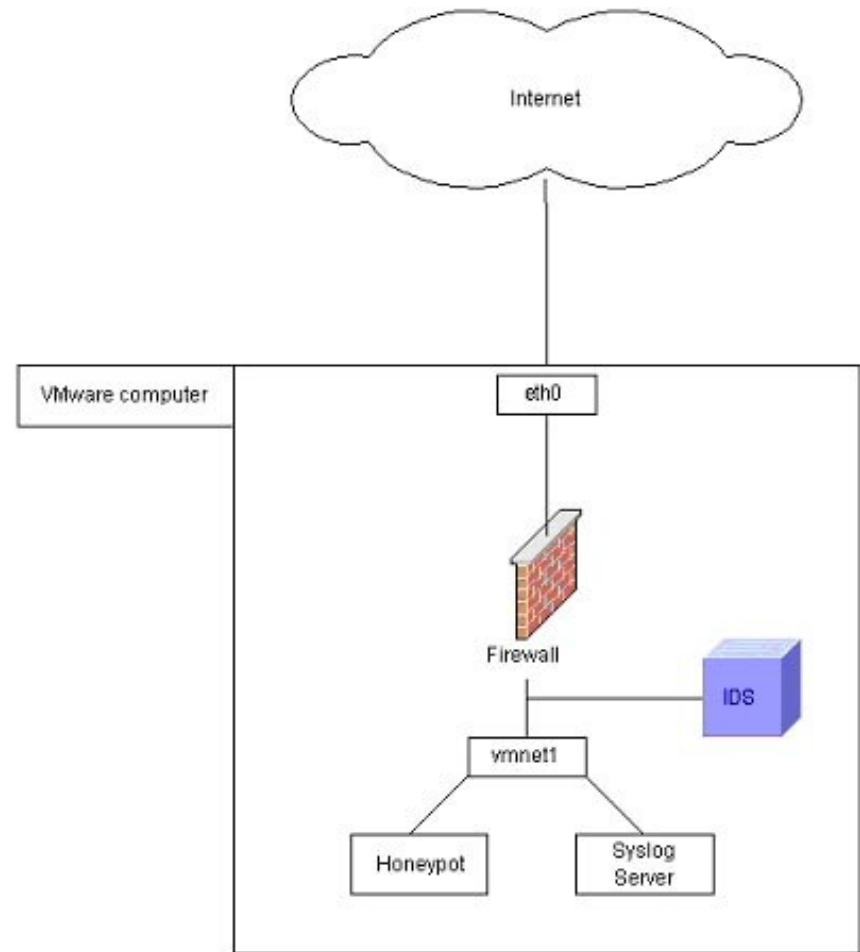 Internet
VMware computer
eth0
Firewall
IDS
vmnet1
Honeypot
Syslog
Server